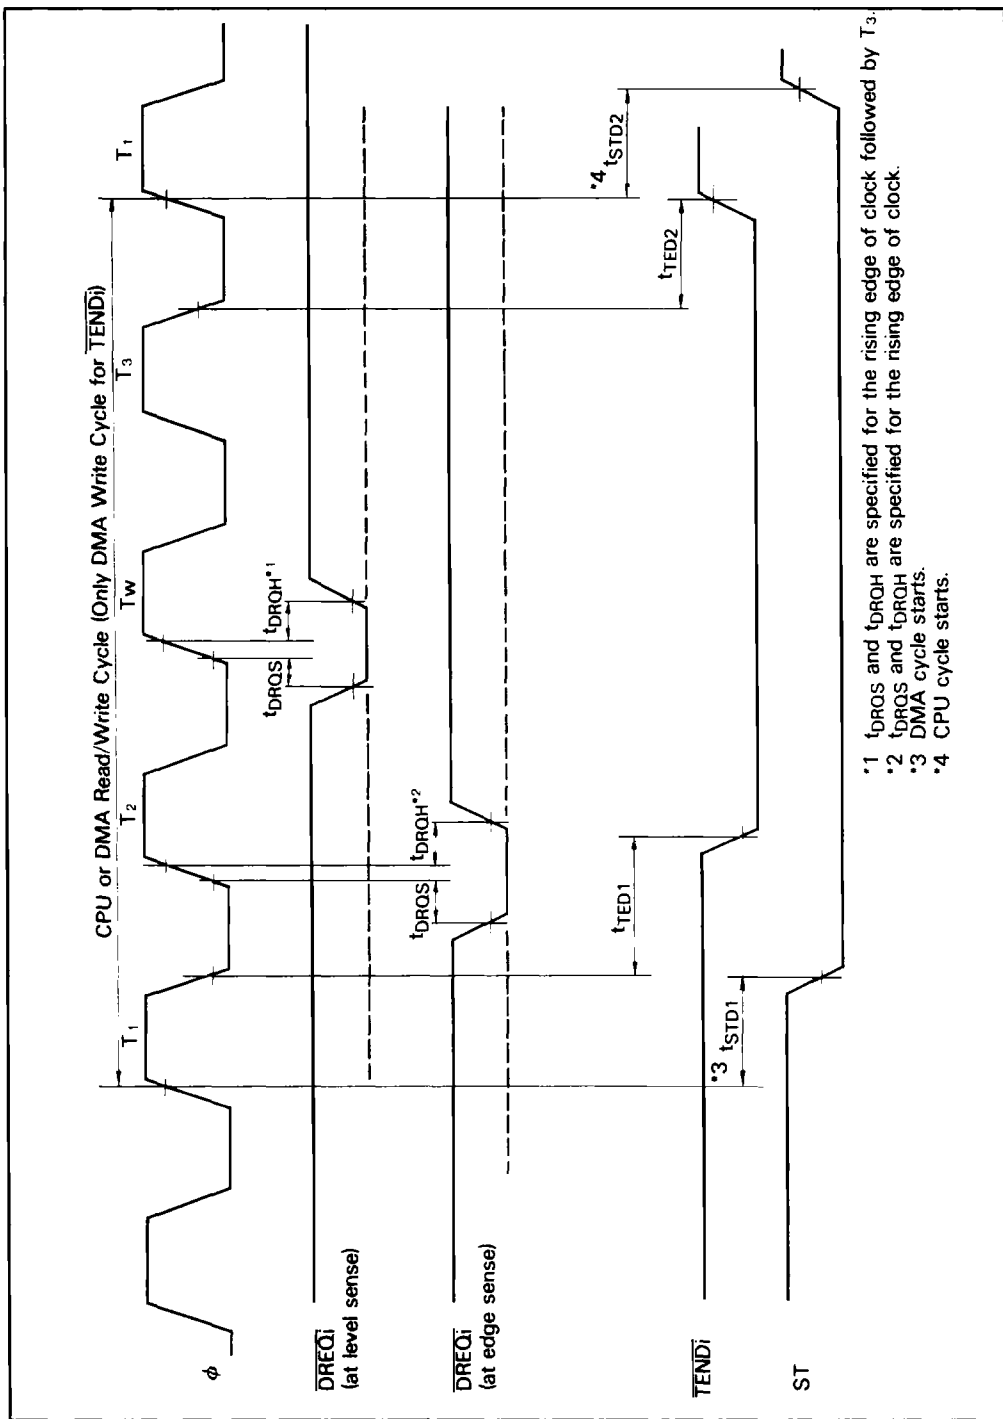 CPU or DMA Read/Write Cycle (Only DMA Write Cycle for TENDi)
T1
T2
TW
T3
T1
φ
DREQi
(at level sense)
tDRQS
tDRQH*1
DREQi
(at edge sense)
tDRQS
tDRQH*2
TENDi
tTED1
tTED2
ST
*3 tSTD1
*4 tSTD2
*1 tDRQS and tDRQH are specified for the rising edge of clock followed by T3.
*2 tDRQS and tDRQH are specified for the rising edge of clock.
*3 DMA cycle starts.
*4 CPU cycle starts.